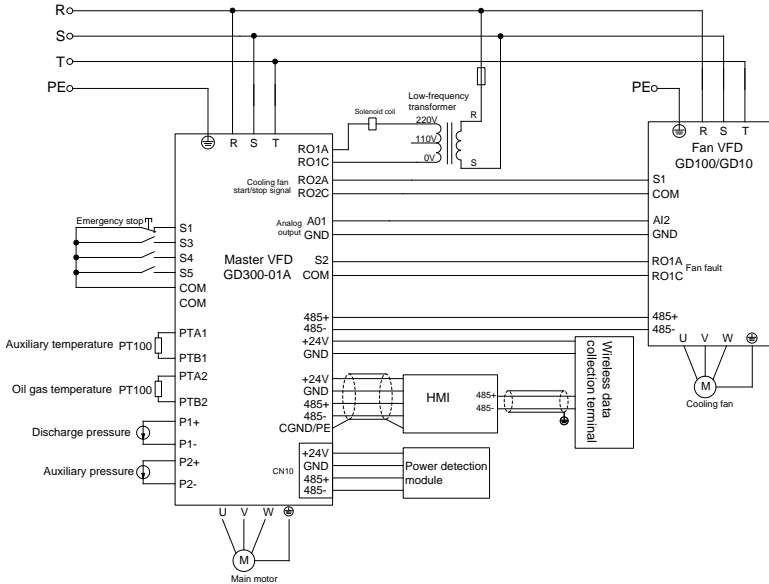 R
S
T
PE
PE
Low-frequency
transformer
Solenoid coil
220V
110V
0V
R
S
R S T
RO1A
RO1C
Cooling fan
start/stop signal
RO2A
RO2C
Analog
output
A01
GND
S2
COM
Master VFD
GD300-01A
Emergency stop
S1
S3
S4
S5
COM
COM
Auxiliary temperature PT100
PTA1
PTB1
Oil gas temperature PT100
PTA2
PTB2
Discharge pressure
P1+
P1-
Auxiliary pressure
P2+
P2-
485+
485-
+24V
GND
+24V
GND
485+
485-
CGND/PE
CN10
+24V
GND
485+
485-
HMI
485+
485-
Power detection
module
Wireless data
collection terminal
R S T
Fan VFD
GD100/GD10
S1
COM
AI2
GND
RO1A
RO1C
Fan fault
485+
485-
U V W
M
Cooling fan
U V W
M
Main motor